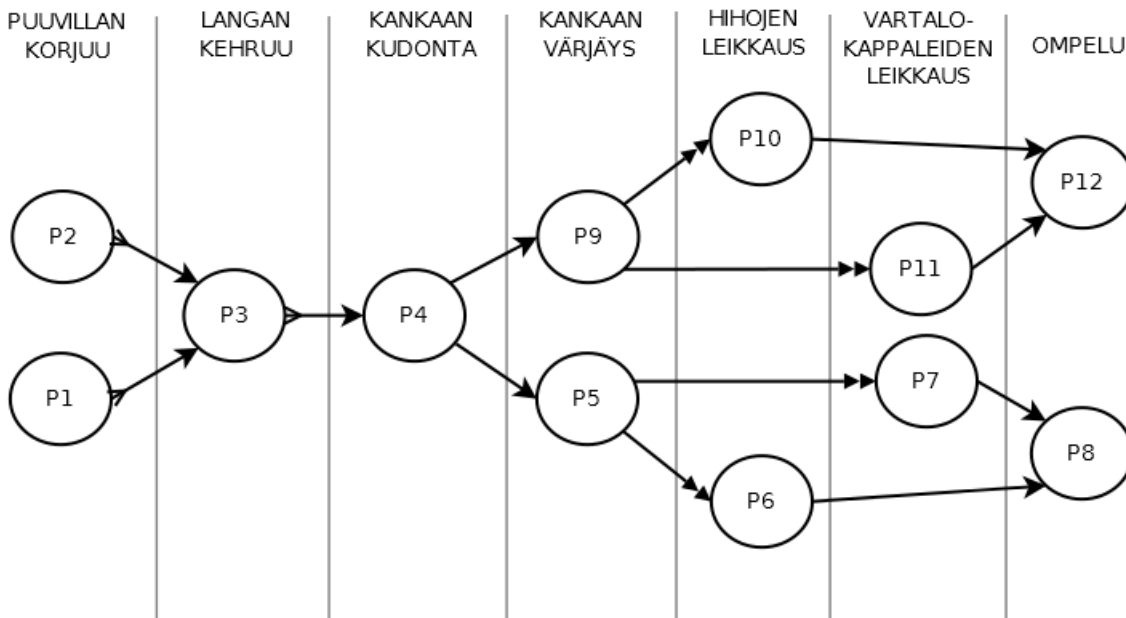 PUUVILLAN
KORJUU
LANGAN
KEHRUU
KANKAAN
KUDONTA
KANKAAN
VÄRJÄYS
HIHOJEN
LEIKKAUS
VARTALO-
KAPPALEIDEN
LEIKKAUS
OMPELU
P10
P12
P2
P9
P11
P3
P4
P1
P5
P7
P8
P6